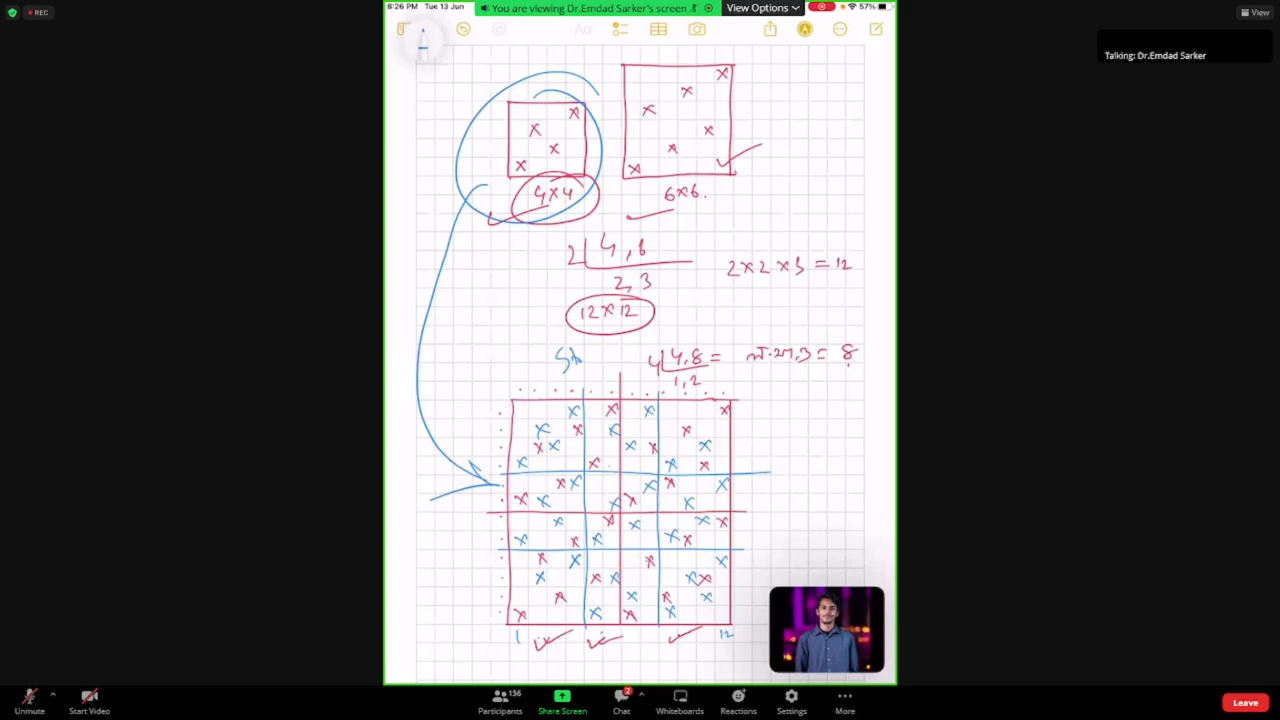 8:26 PM Tue 13 Jun
You are viewing Dr.Emdad Sarker's screen
View Options
57%
REC
View
Talking: Dr.Emdad Sarker
Aa
4×4
6×6.
2 4, 6
2, 3
2×2×3 = 12
12×12
4 4, 8 = ল.সা.গু = 8
1, 2
1
12
Unmute
Start Video
Participants
136
Share Screen
Chat
2
Whiteboards
Reactions
Settings
More
Leave